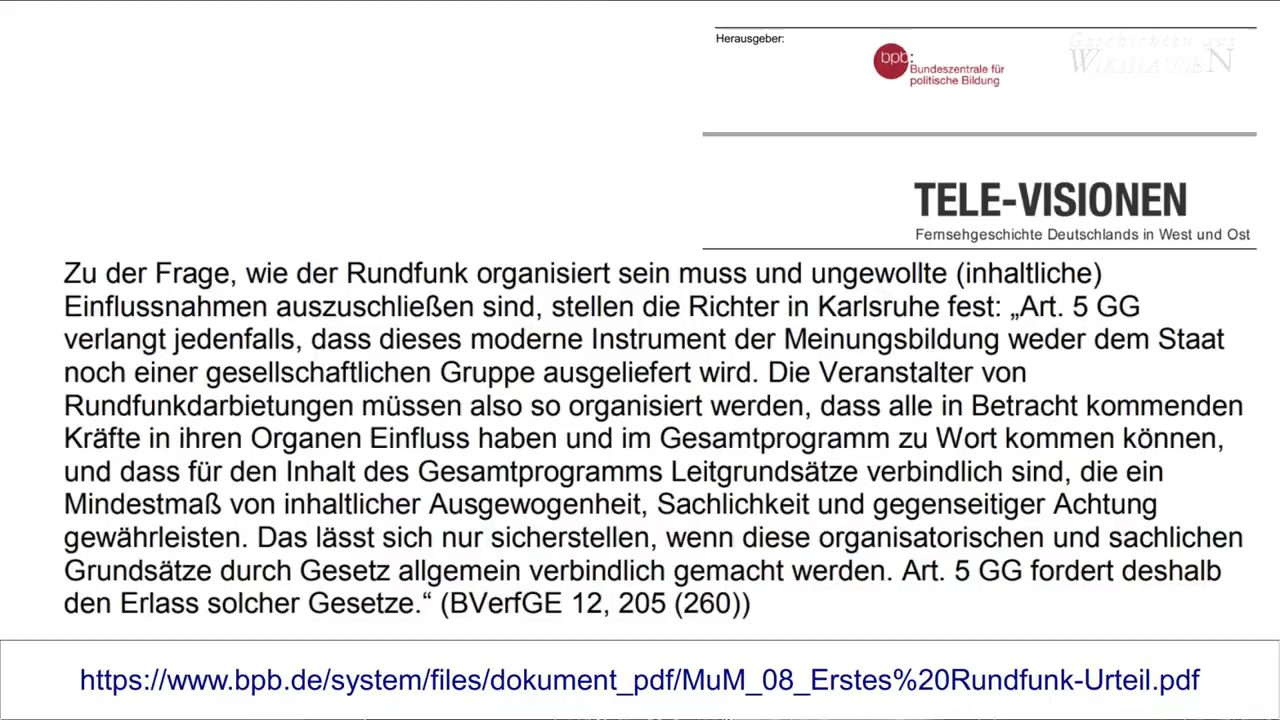 Herausgeber:
bpb:
Bundeszentrale für
politische Bildung
Geschichten aus
WIKIHAUSEN
TELE-VISIONEN
Fernsehgeschichte Deutschlands in West und Ost
Zu der Frage, wie der Rundfunk organisiert sein muss und ungewollte (inhaltliche)
Einflussnahmen auszuschließen sind, stellen die Richter in Karlsruhe fest: „Art. 5 GG
verlangt jedenfalls, dass dieses moderne Instrument der Meinungsbildung weder dem Staat
noch einer gesellschaftlichen Gruppe ausgeliefert wird. Die Veranstalter von
Rundfunkdarbietungen müssen also so organisiert werden, dass alle in Betracht kommenden
Kräfte in ihren Organen Einfluss haben und im Gesamtprogramm zu Wort kommen können,
und dass für den Inhalt des Gesamtprogramms Leitgrundsätze verbindlich sind, die ein
Mindestmaß von inhaltlicher Ausgewogenheit, Sachlichkeit und gegenseitiger Achtung
gewährleisten. Das lässt sich nur sicherstellen, wenn diese organisatorischen und sachlichen
Grundsätze durch Gesetz allgemein verbindlich gemacht werden. Art. 5 GG fordert deshalb
den Erlass solcher Gesetze.“ (BVerfGE 12, 205 (260))
https://www.bpb.de/system/files/dokument_pdf/MuM_08_Erstes%20Rundfunk-Urteil.pdf